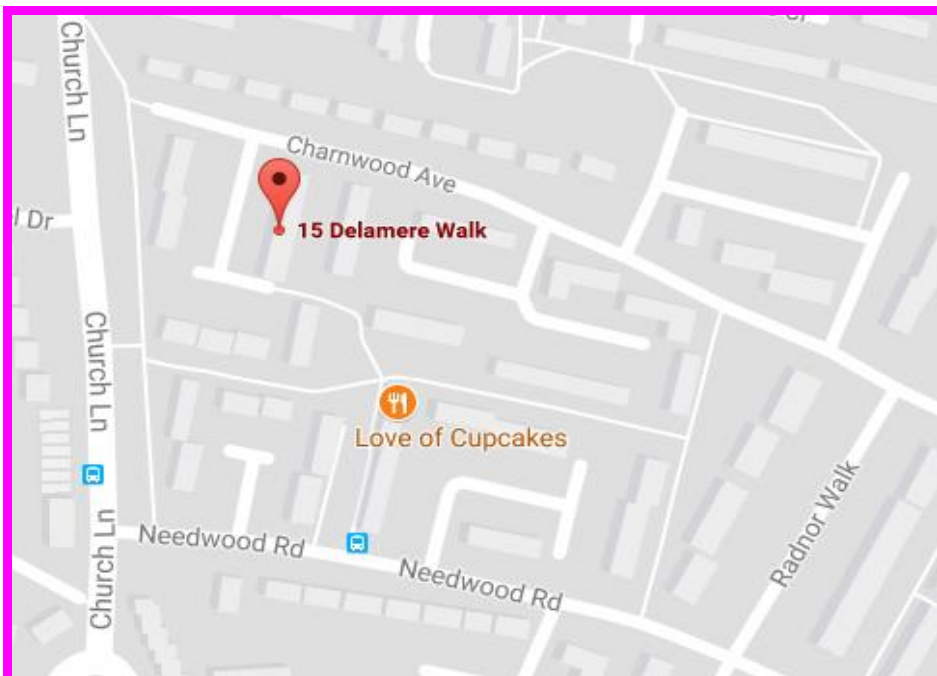 Church Ln
Charnwood Ave
l Dr
15 Delamere Walk
Church Ln
Love of Cupcakes
Radnor Walk
Church Ln
Needwood Rd
Needwood Rd